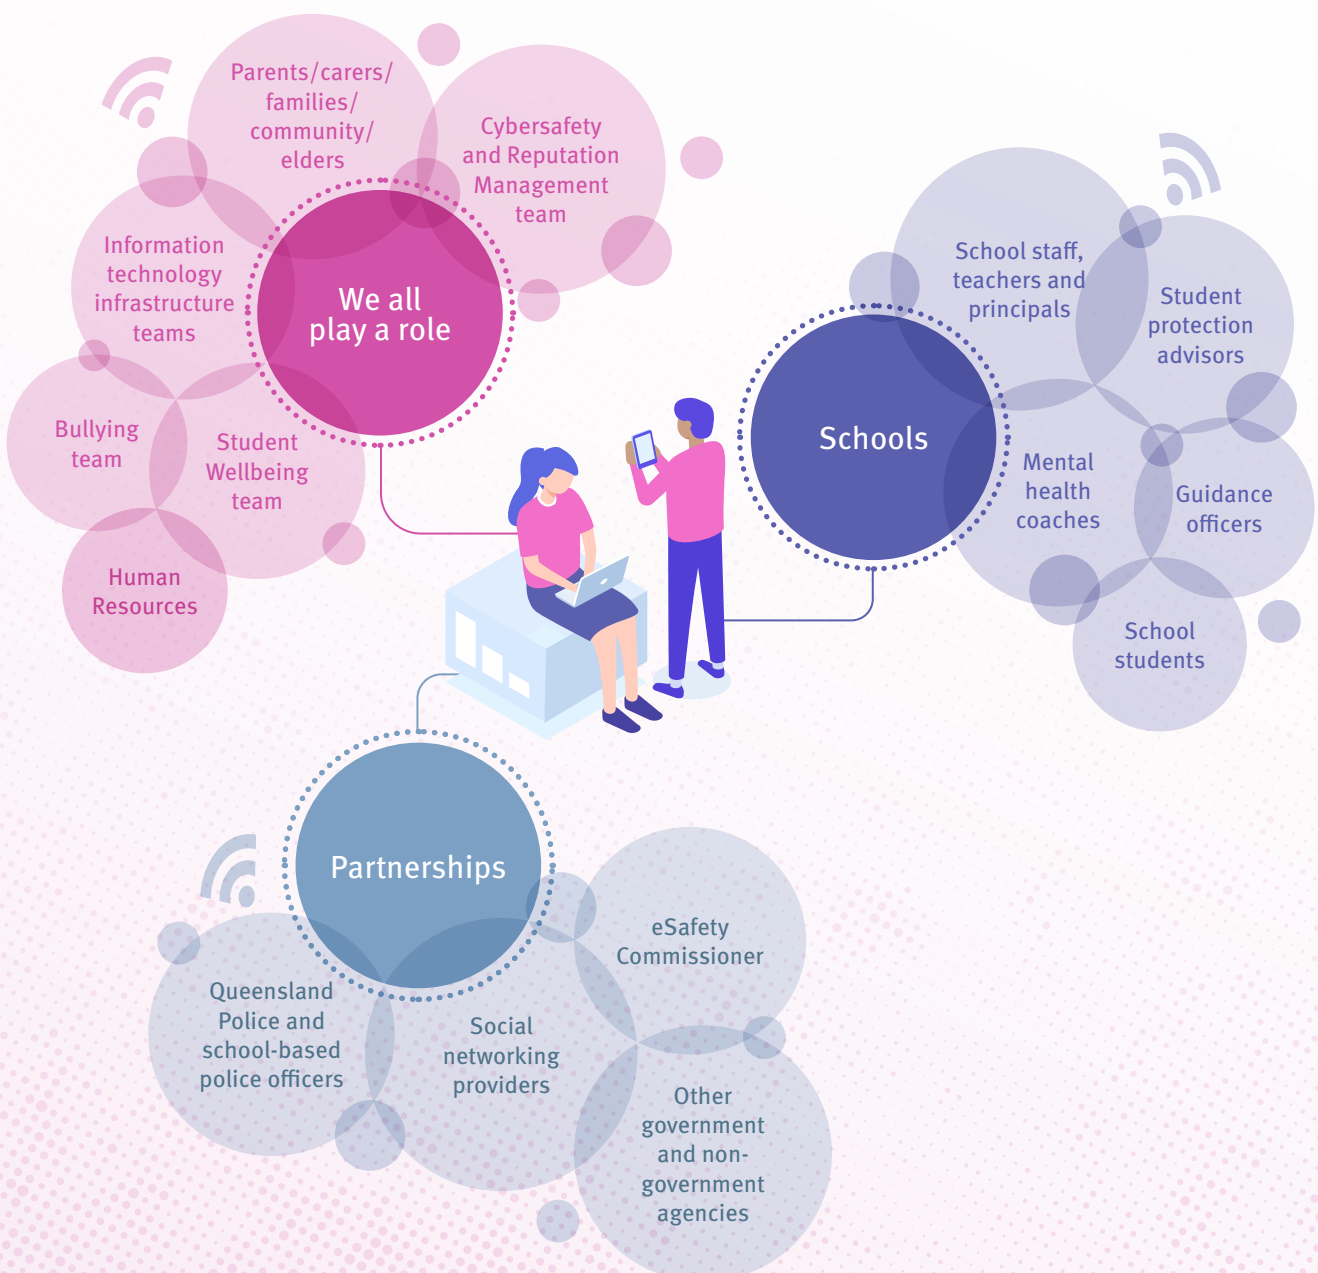 Parents/carers/
families/
community/
elders
Cybersafety
and Reputation
Management
team
Information
technology
infrastructure
teams
We all
play a role
Bullying
team
Student
Wellbeing
team
Human
Resources
School staff,
teachers and
principals
Student
protection
advisors
Schools
Mental
health
coaches
Guidance
officers
School
students
Partnerships
eSafety
Commissioner
Queensland
Police and
school-based
police officers
Social
networking
providers
Other
government
and non-
government
agencies